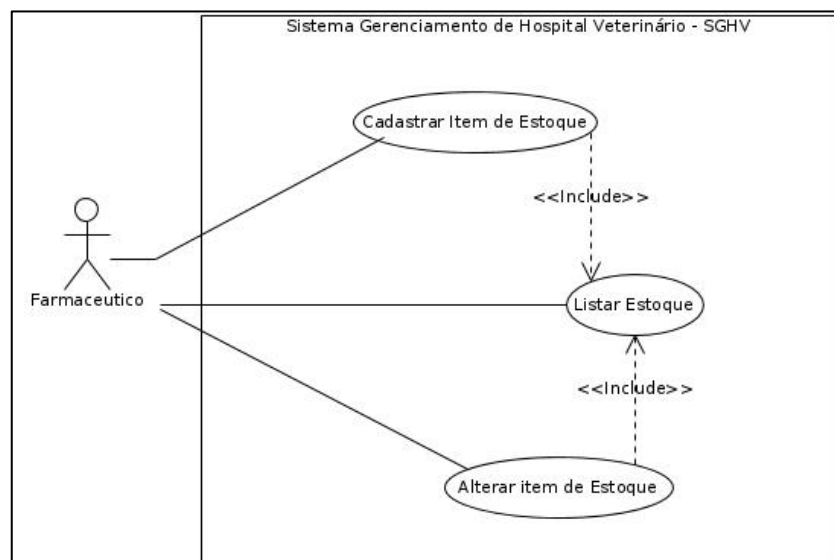 Sistema Gerenciamento de Hospital Veterinário - SGHV
Cadastrar Item de Estoque
<<Include>>
Farmaceutico
Listar Estoque
<<Include>>
Alterar item de Estoque